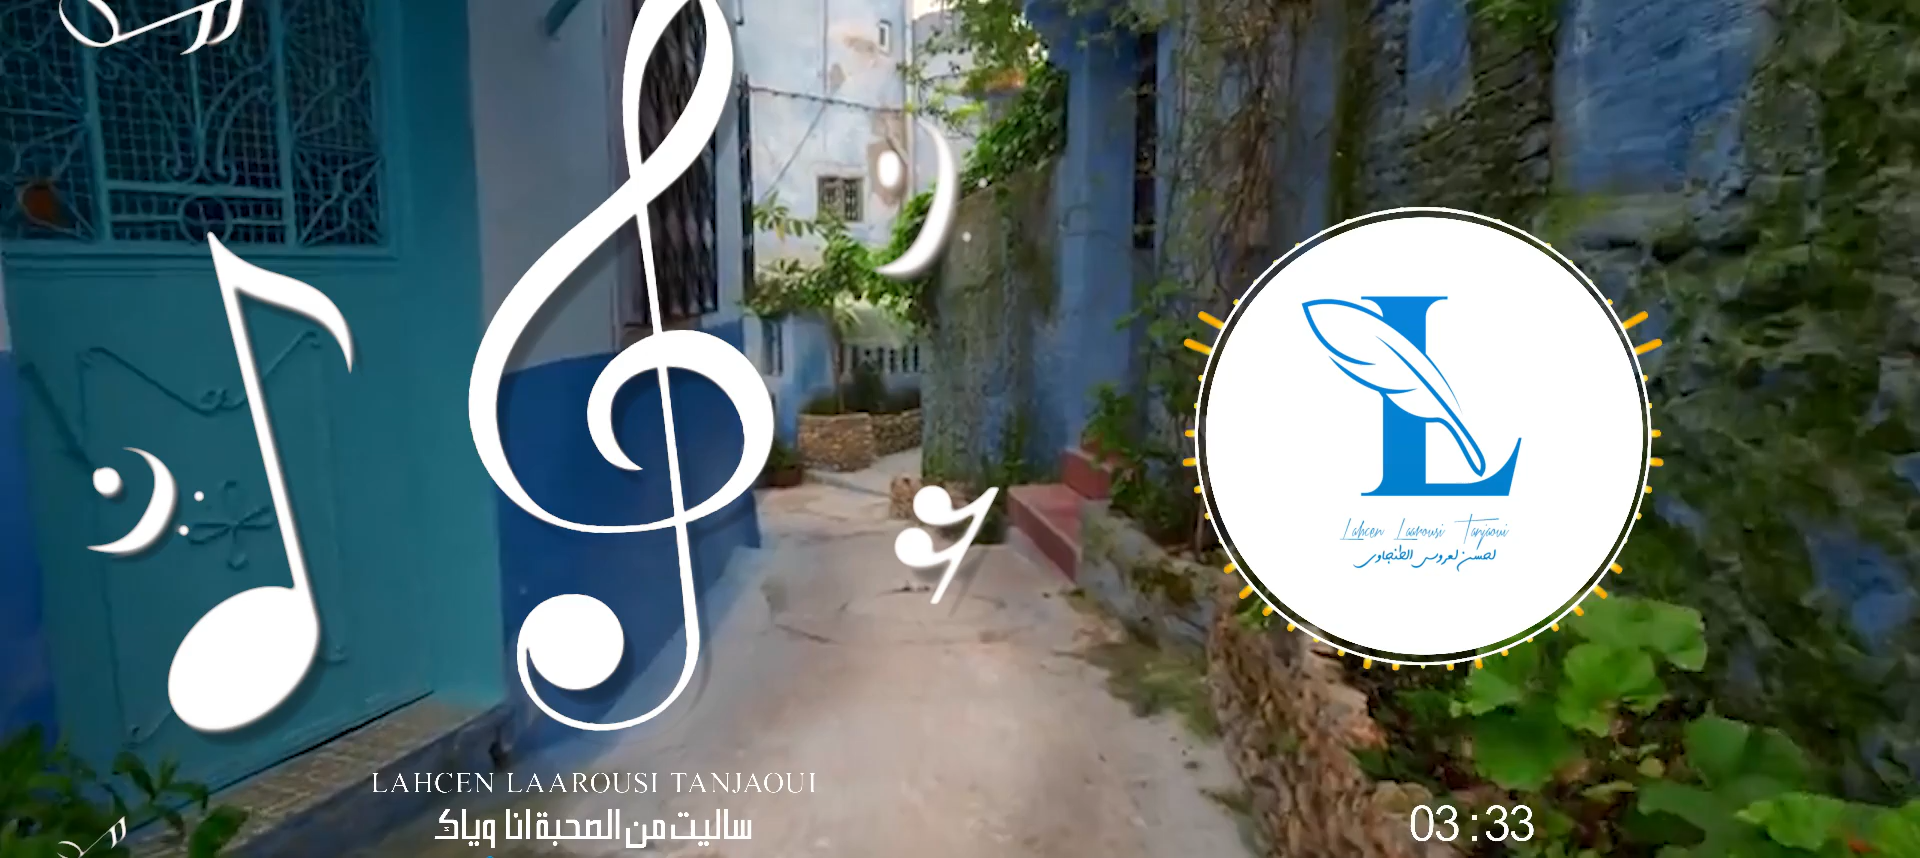 Lahcen Laarousi Tanjaoui
لحسن لعروسي الطنجاوي
LAHCEN LAAROUSI TANJAOUI
ساليت من الصحبة انا وياك
03:33